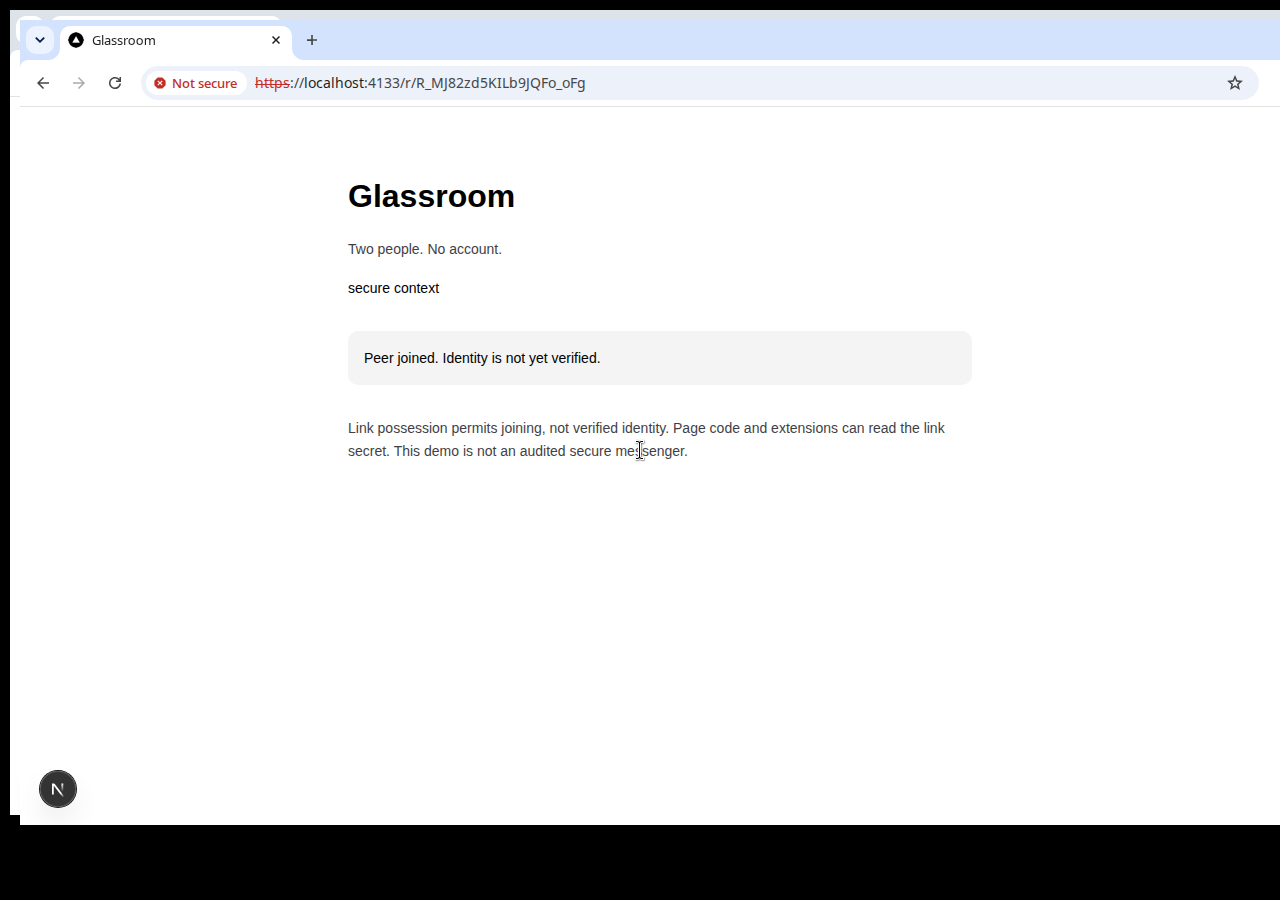 Glassroom
Not secure https://localhost:4133/r/R_MJ82zd5KILb9JQFo_oFg
Glassroom
Two people. No account.
secure context
Peer joined. Identity is not yet verified.
Link possession permits joining, not verified identity. Page code and extensions can read the link
secret. This demo is not an audited secure messenger.
N